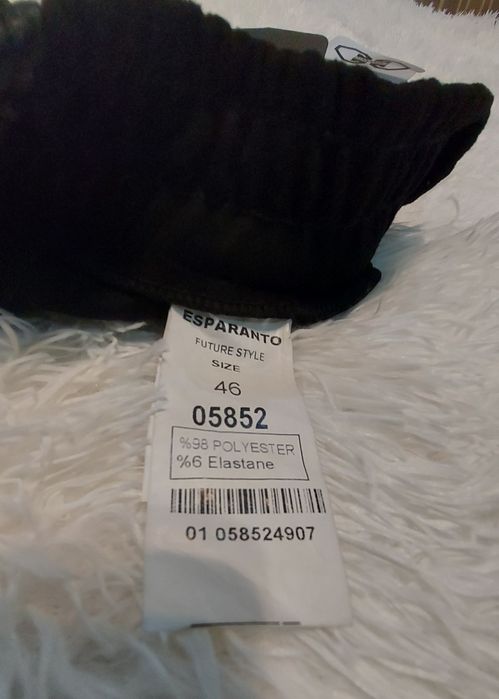 ESPARANTO
FUTURE STYLE
SIZE
46
05852
%98 POLYESTER
%6 Elastane
01 058524907